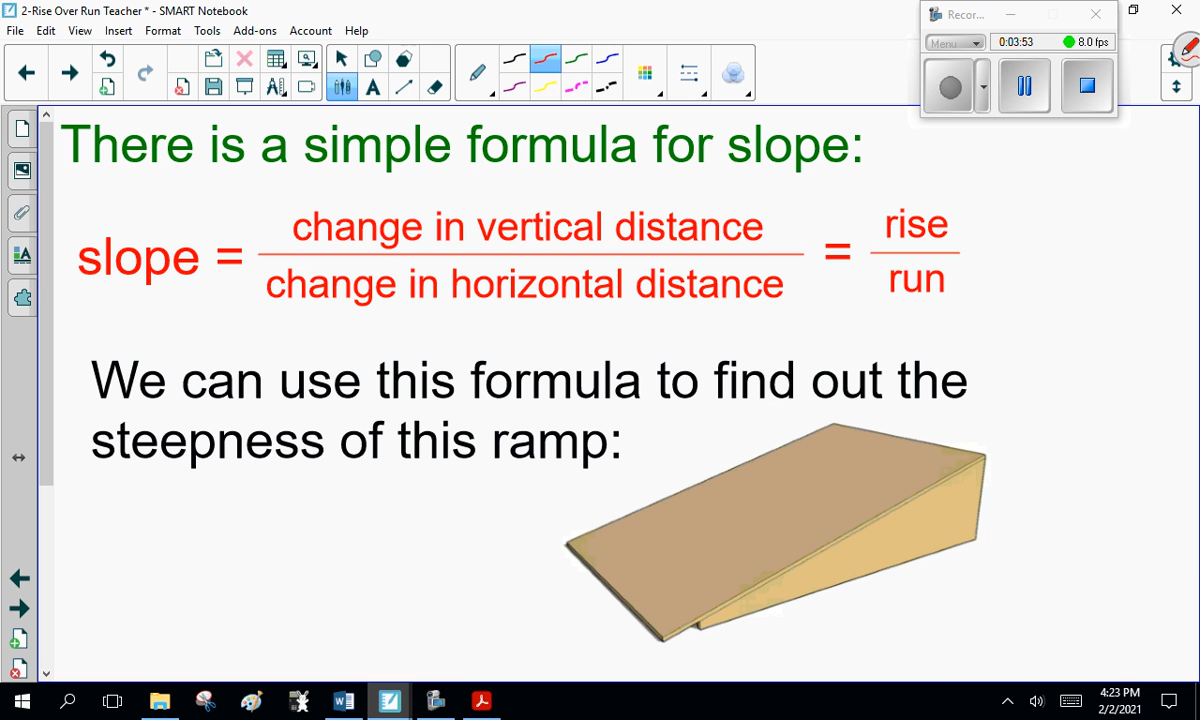 2-Rise Over Run Teacher * - SMART Notebook
File Edit View Insert Format Tools Add-ons Account Help
Recor...
Menu 0:03:53 8.0 fps
There is a simple formula for slope:
slope = change in vertical distance / change in horizontal distance = rise / run
We can use this formula to find out the
steepness of this ramp:
4:23 PM
2/2/2021